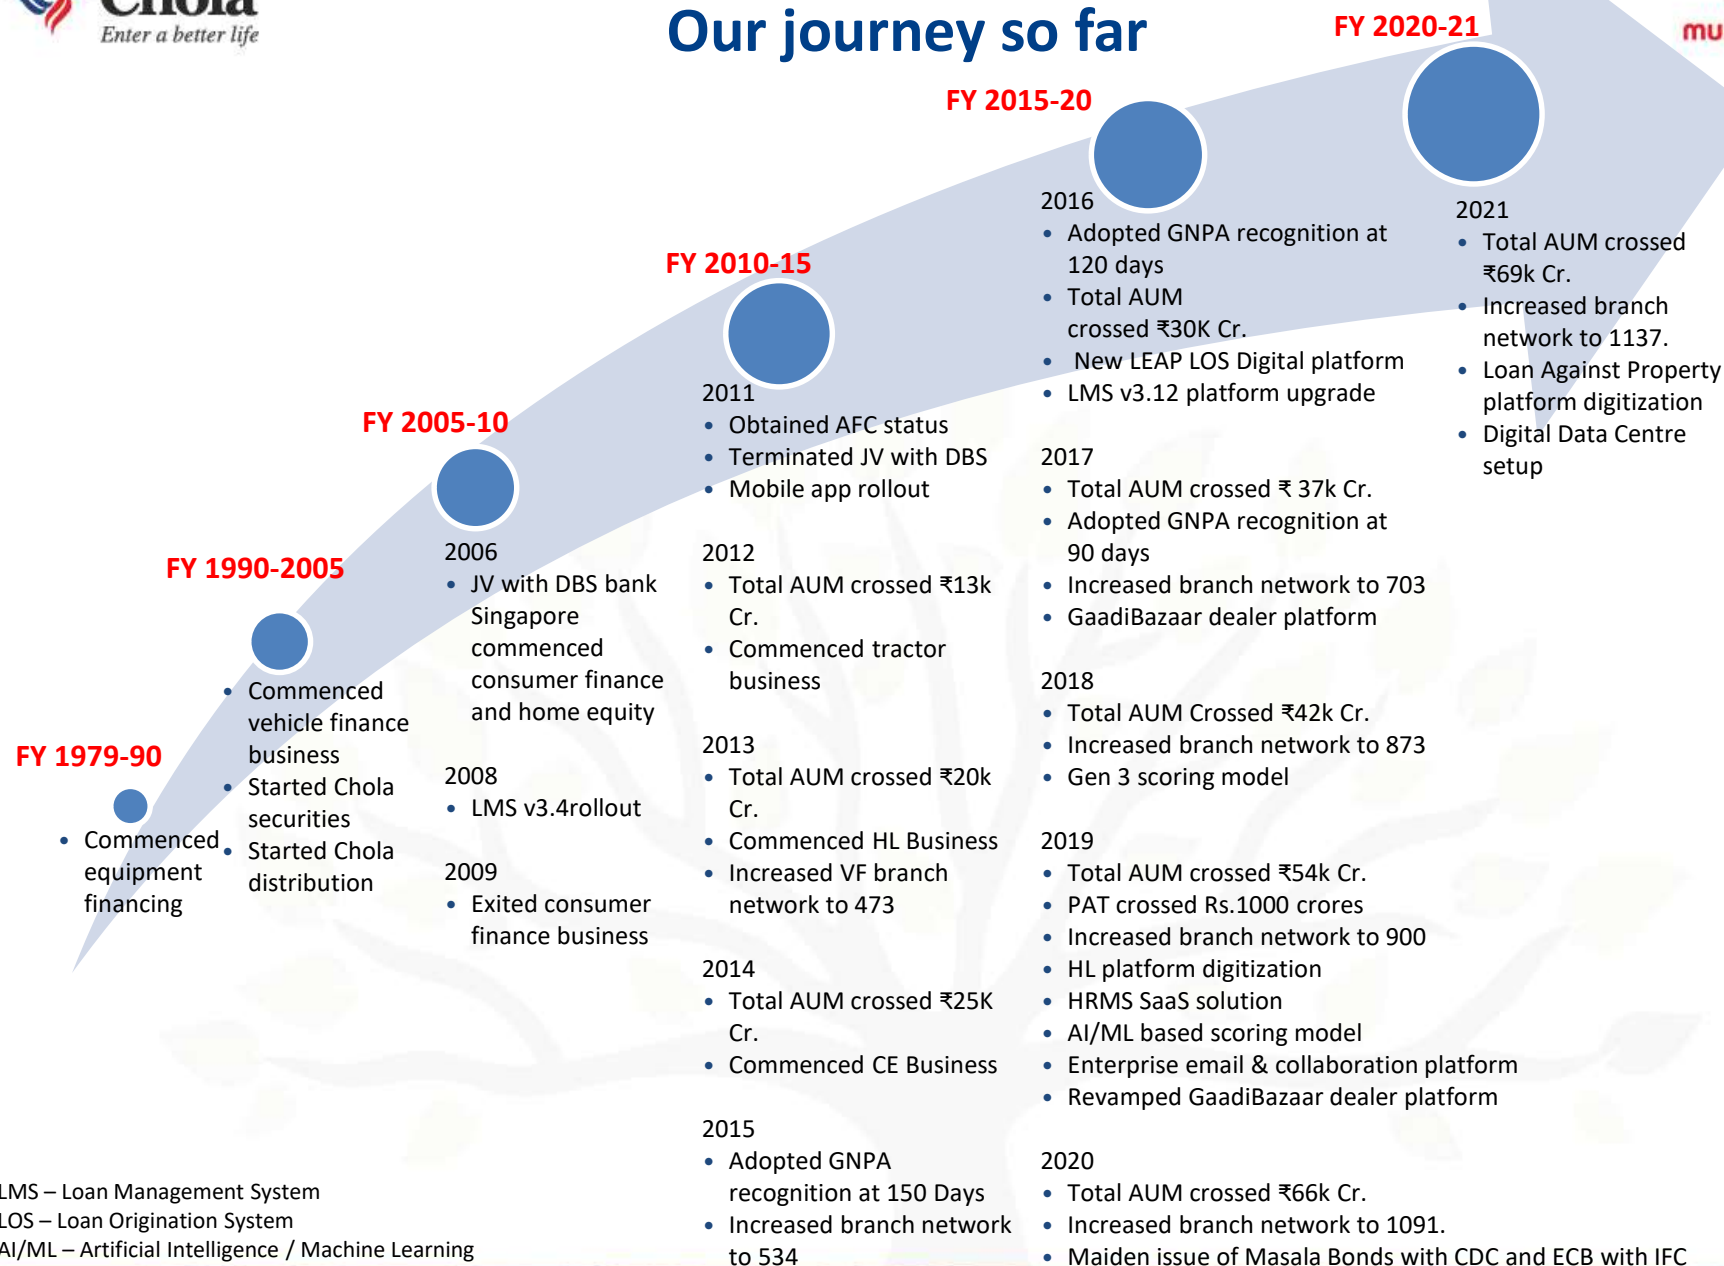 Chola
Enter a better life
Our journey so far
mu
FY 1979-90
• Commenced
equipment
financing
FY 1990-2005
• Commenced
vehicle finance
business
• Started Chola
securities
• Started Chola
distribution
FY 2005-10
2006
• JV with DBS bank
Singapore
commenced
consumer finance
and home equity
2008
• LMS v3.4rollout
2009
• Exited consumer
finance business
FY 2010-15
2011
• Obtained AFC status
• Terminated JV with DBS
• Mobile app rollout
2012
• Total AUM crossed ₹13k
Cr.
• Commenced tractor
business
2013
• Total AUM crossed ₹20k
Cr.
• Commenced HL Business
• Increased VF branch
network to 473
2014
• Total AUM crossed ₹25K
Cr.
• Commenced CE Business
2015
• Adopted GNPA
recognition at 150 Days
• Increased branch network
to 534
FY 2015-20
2016
• Adopted GNPA recognition at
120 days
• Total AUM
crossed ₹30K Cr.
• New LEAP LOS Digital platform
• LMS v3.12 platform upgrade
2017
• Total AUM crossed ₹ 37k Cr.
• Adopted GNPA recognition at
90 days
• Increased branch network to 703
• GaadiBazaar dealer platform
2018
• Total AUM Crossed ₹42k Cr.
• Increased branch network to 873
• Gen 3 scoring model
2019
• Total AUM crossed ₹54k Cr.
• PAT crossed Rs.1000 crores
• Increased branch network to 900
• HL platform digitization
• HRMS SaaS solution
• AI/ML based scoring model
• Enterprise email & collaboration platform
• Revamped GaadiBazaar dealer platform
2020
• Total AUM crossed ₹66k Cr.
• Increased branch network to 1091.
• Maiden issue of Masala Bonds with CDC and ECB with IFC
FY 2020-21
2021
• Total AUM crossed
₹69k Cr.
• Increased branch
network to 1137.
• Loan Against Property
platform digitization
• Digital Data Centre
setup
LMS – Loan Management System
LOS – Loan Origination System
AI/ML – Artificial Intelligence / Machine Learning